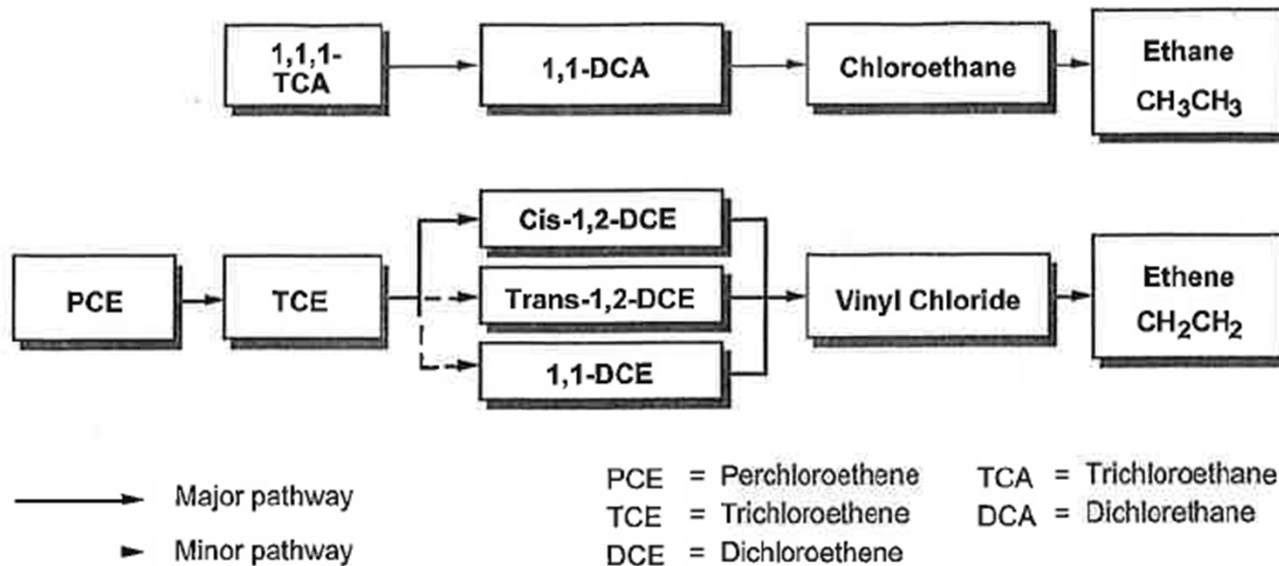 1,1,1-
TCA
1,1-DCA
Chloroethane
Ethane
CH₃CH₃
PCE
TCE
Cis-1,2-DCE
Trans-1,2-DCE
1,1-DCE
Vinyl Chloride
Ethene
CH₂CH₂
Major pathway
Minor pathway
PCE = Perchloroethene
TCE = Trichloroethene
DCE = Dichloroethene
TCA = Trichloroethane
DCA = Dichlorethane